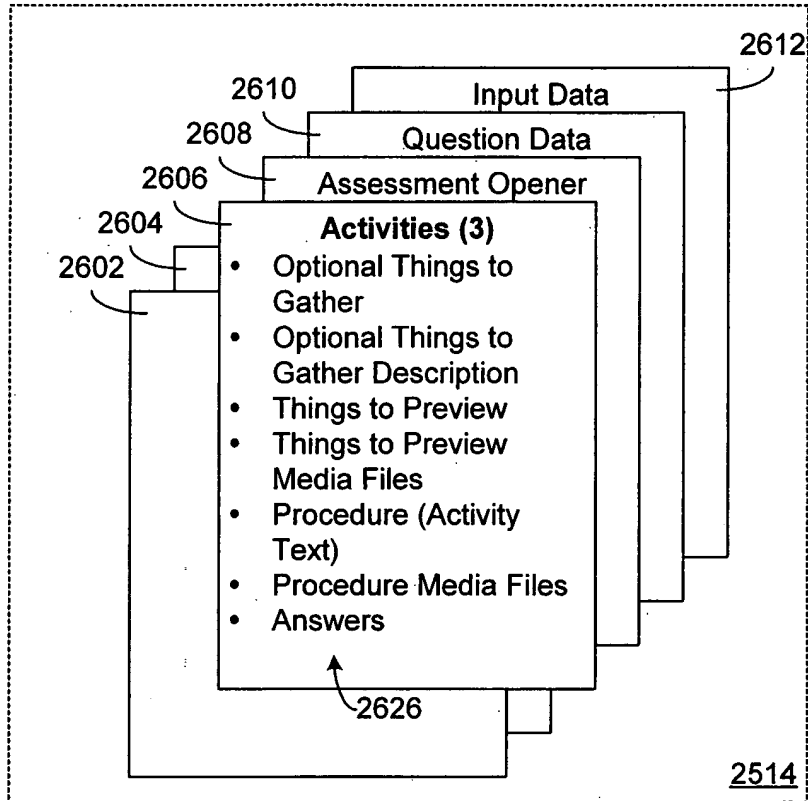 2612
Input Data
2610
Question Data
2608
Assessment Opener
2606
Activities (3)
2604
2602
• Optional Things to
Gather
• Optional Things to
Gather Description
• Things to Preview
• Things to Preview
Media Files
• Procedure (Activity
Text)
• Procedure Media Files
• Answers
2626
2514